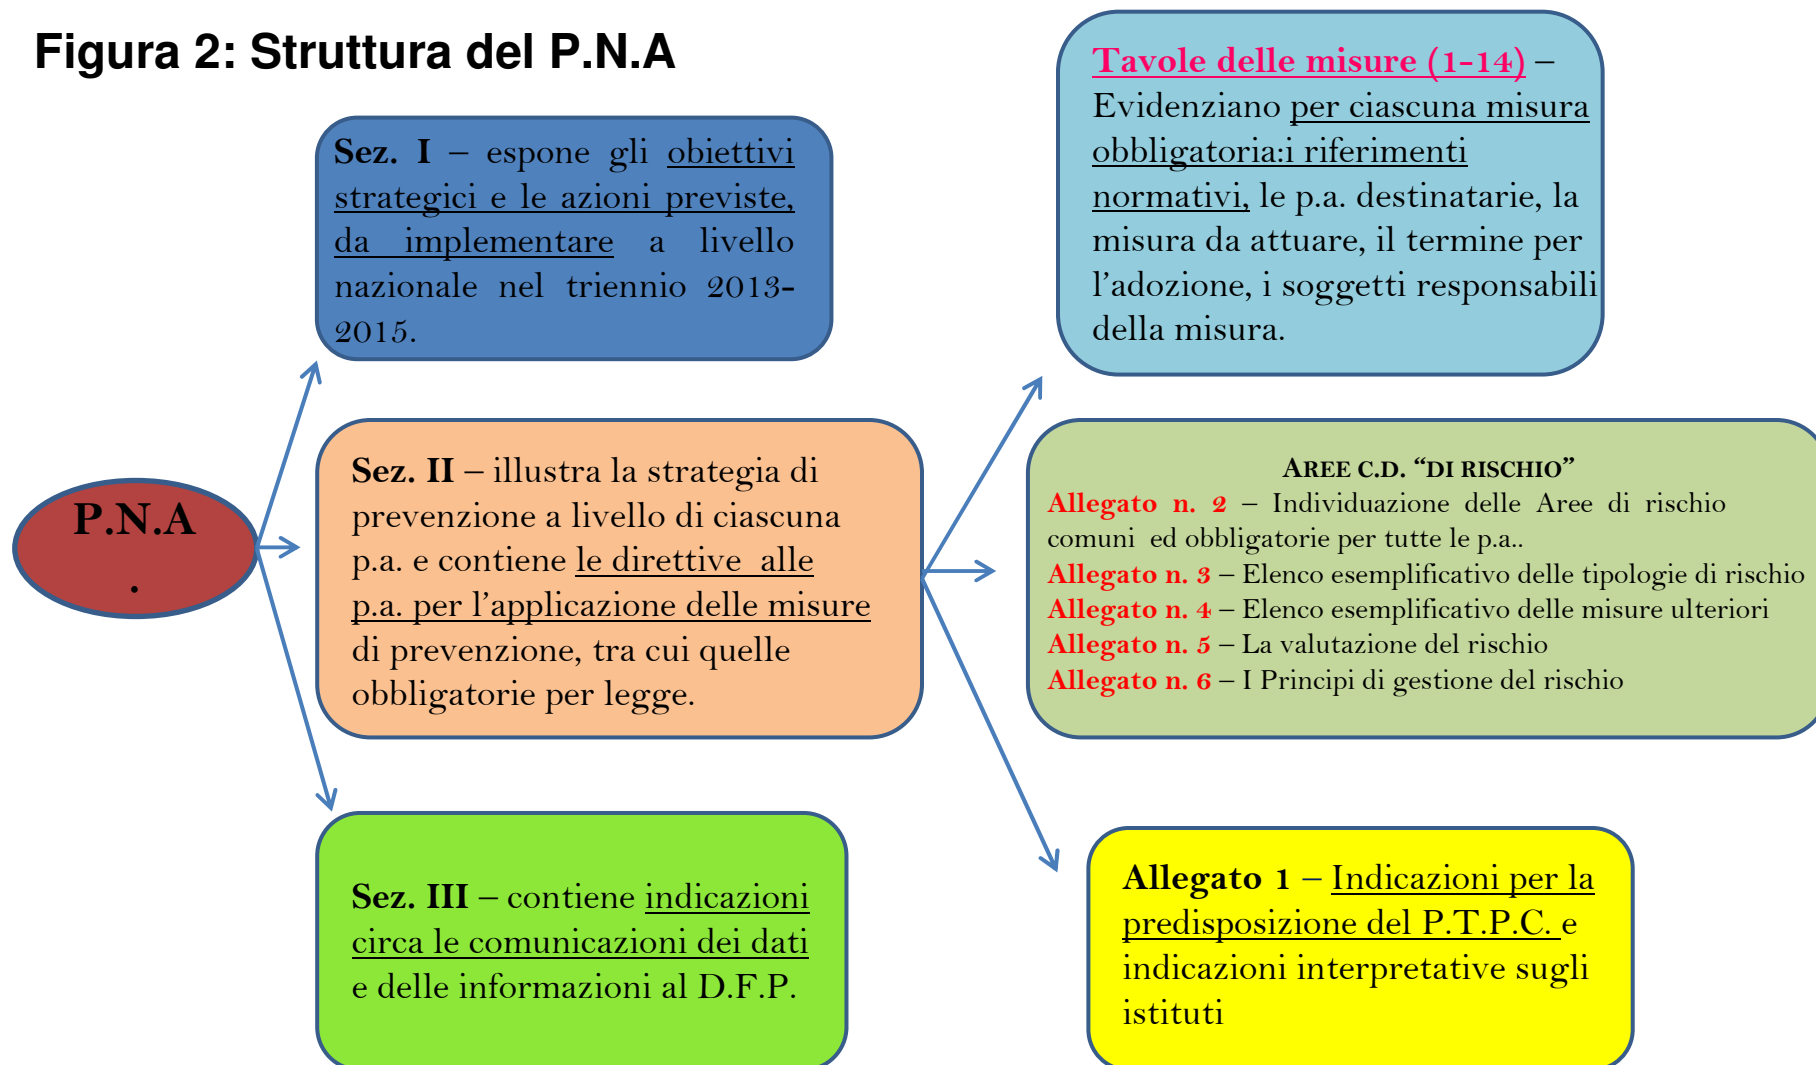 Figura 2: Struttura del P.N.A
Sez. I – espone gli obiettivi
strategici e le azioni previste,
da implementare a livello
nazionale nel triennio 2013-
2015.
Tavole delle misure (1-14) –
Evidenziano per ciascuna misura
obbligatoria:i riferimenti
normativi, le p.a. destinatarie, la
misura da attuare, il termine per
l'adozione, i soggetti responsabili
della misura.
P.N.A
.
Sez. II – illustra la strategia di
prevenzione a livello di ciascuna
p.a. e contiene le direttive alle
p.a. per l'applicazione delle misure
di prevenzione, tra cui quelle
obbligatorie per legge.
AREE C.D. “DI RISCHIO”
Allegato n. 2 – Individuazione delle Aree di rischio
comuni ed obbligatorie per tutte le p.a..
Allegato n. 3 – Elenco esemplificativo delle tipologie di rischio
Allegato n. 4 – Elenco esemplificativo delle misure ulteriori
Allegato n. 5 – La valutazione del rischio
Allegato n. 6 – I Principi di gestione del rischio
Sez. III – contiene indicazioni
circa le comunicazioni dei dati
e delle informazioni al D.F.P.
Allegato 1 – Indicazioni per la
predisposizione del P.T.P.C. e
indicazioni interpretative sugli
istituti